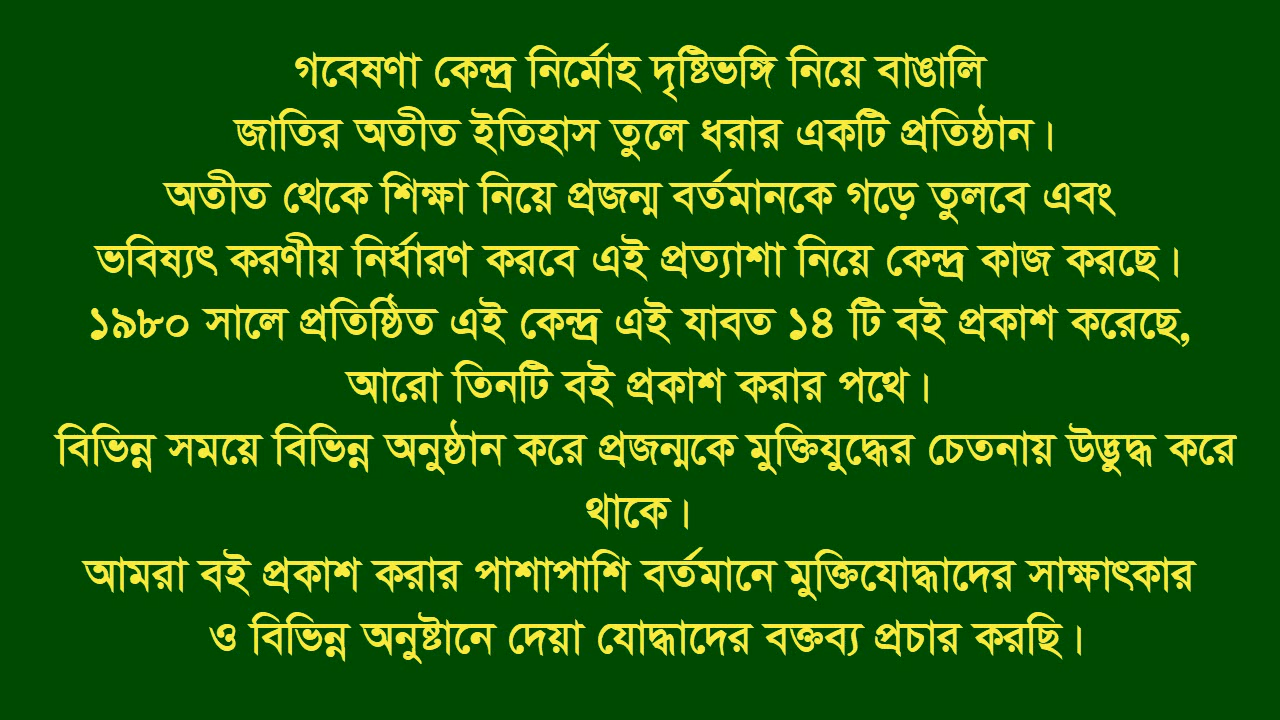 গবেষণা কেন্দ্র নির্মোহ দৃষ্টিভঙ্গি নিয়ে বাঙালি
জাতির অতীত ইতিহাস তুলে ধরার একটি প্রতিষ্ঠান।
অতীত থেকে শিক্ষা নিয়ে প্রজন্ম বর্তমানকে গড়ে তুলবে এবং
ভবিষ্যৎ করণীয় নির্ধারণ করবে এই প্রত্যাশা নিয়ে কেন্দ্র কাজ করছে।
১৯৮০ সালে প্রতিষ্ঠিত এই কেন্দ্র এই যাবত ১৪ টি বই প্রকাশ করেছে,
আরো তিনটি বই প্রকাশ করার পথে।
বিভিন্ন সময়ে বিভিন্ন অনুষ্ঠান করে প্রজন্মকে মুক্তিযুদ্ধের চেতনায় উদ্ভুদ্ধ করে
থাকে।
আমরা বই প্রকাশ করার পাশাপাশি বর্তমানে মুক্তিযোদ্ধাদের সাক্ষাৎকার
ও বিভিন্ন অনুষ্টানে দেয়া যোদ্ধাদের বক্তব্য প্রচার করছি।